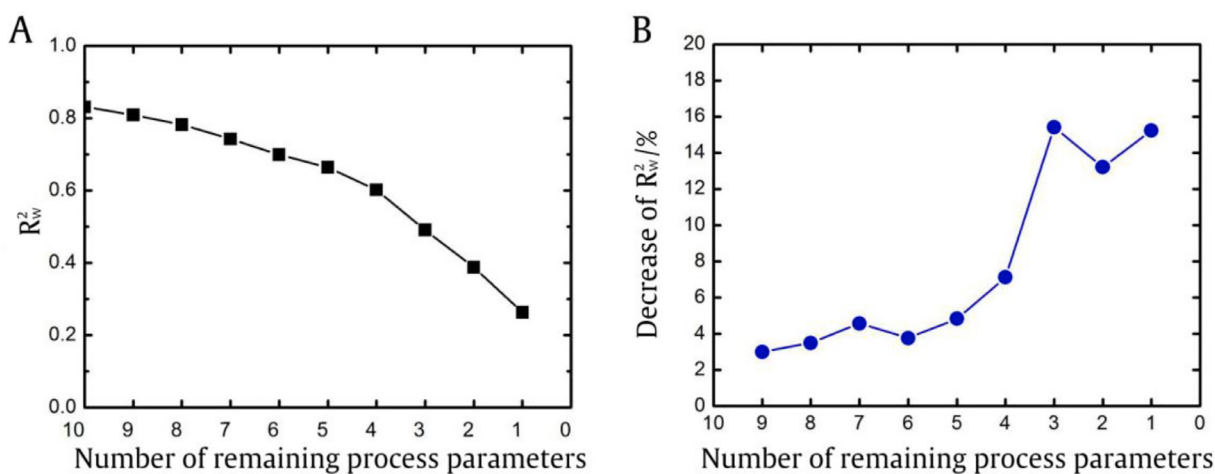 A
R²w
1.0
0.8
0.6
0.4
0.2
0.0
10 9 8 7 6 5 4 3 2 1 0
Number of remaining process parameters
B
Decrease of R²w/%
20
18
16
14
12
10
8
6
4
2
0
10 9 8 7 6 5 4 3 2 1 0
Number of remaining process parameters